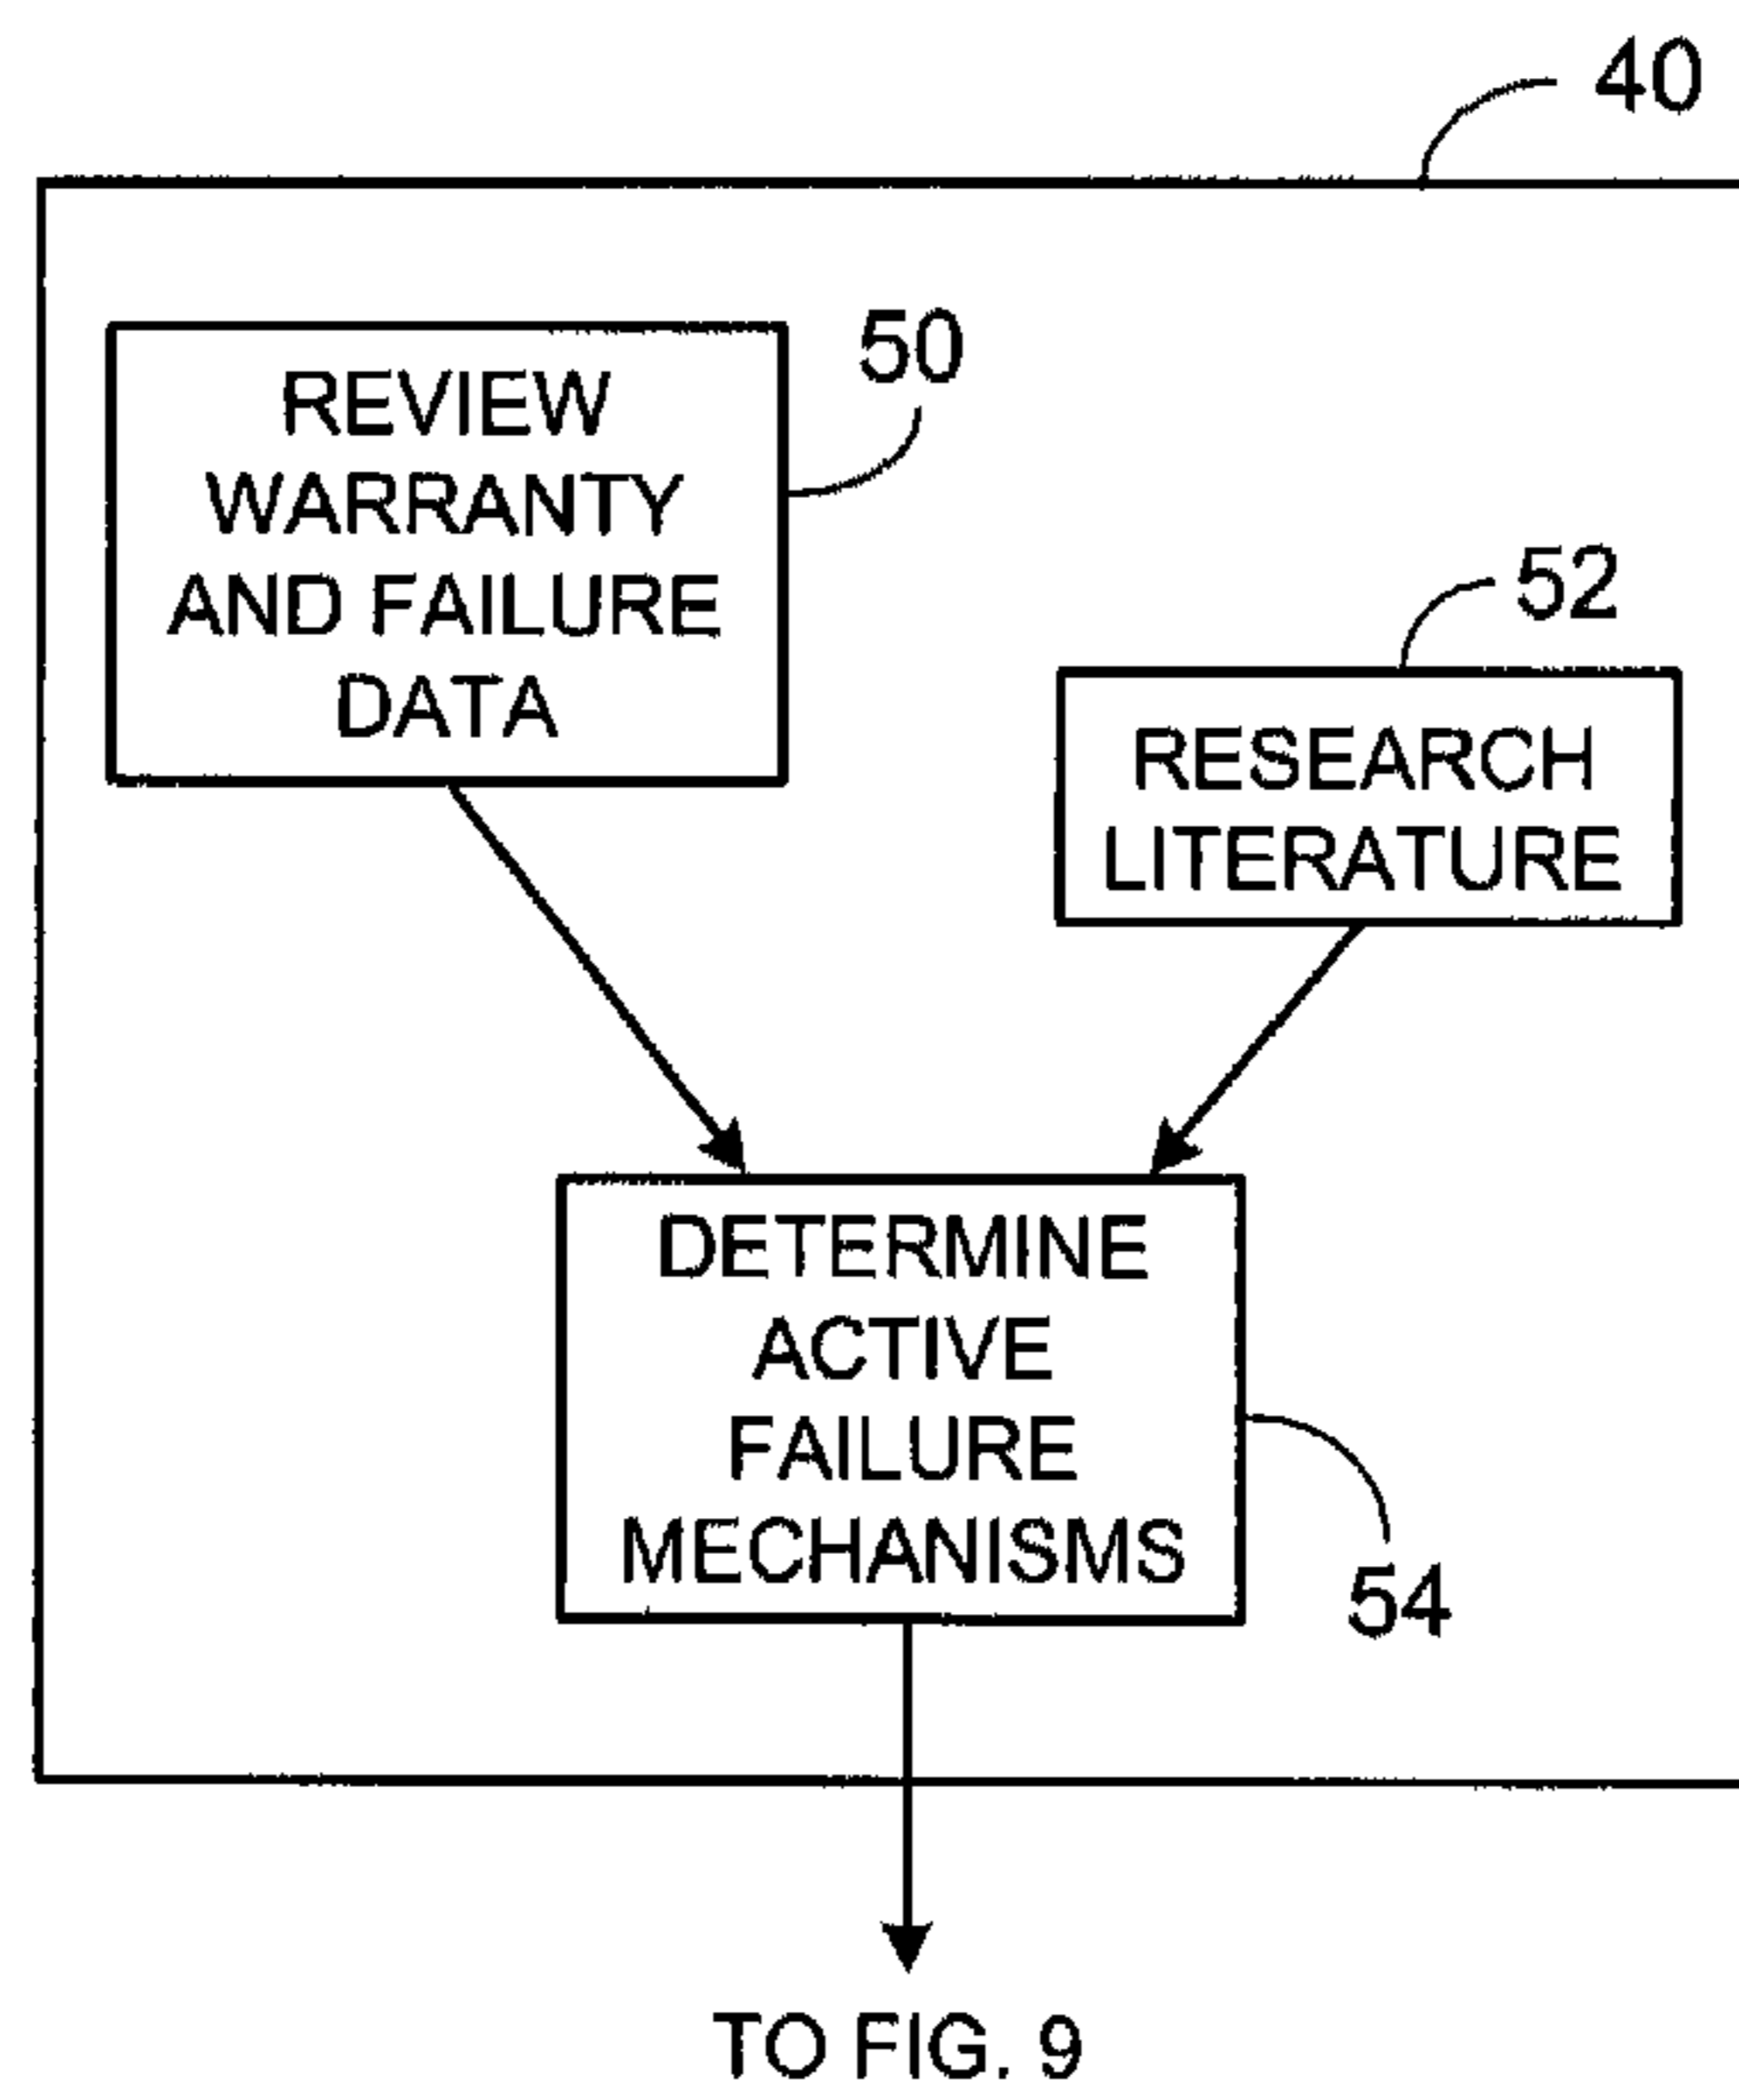 40
REVIEW
WARRANTY
AND FAILURE
DATA
50
52
RESEARCH
LITERATURE
DETERMINE
ACTIVE
FAILURE
MECHANISMS
54
TO FIG. 9